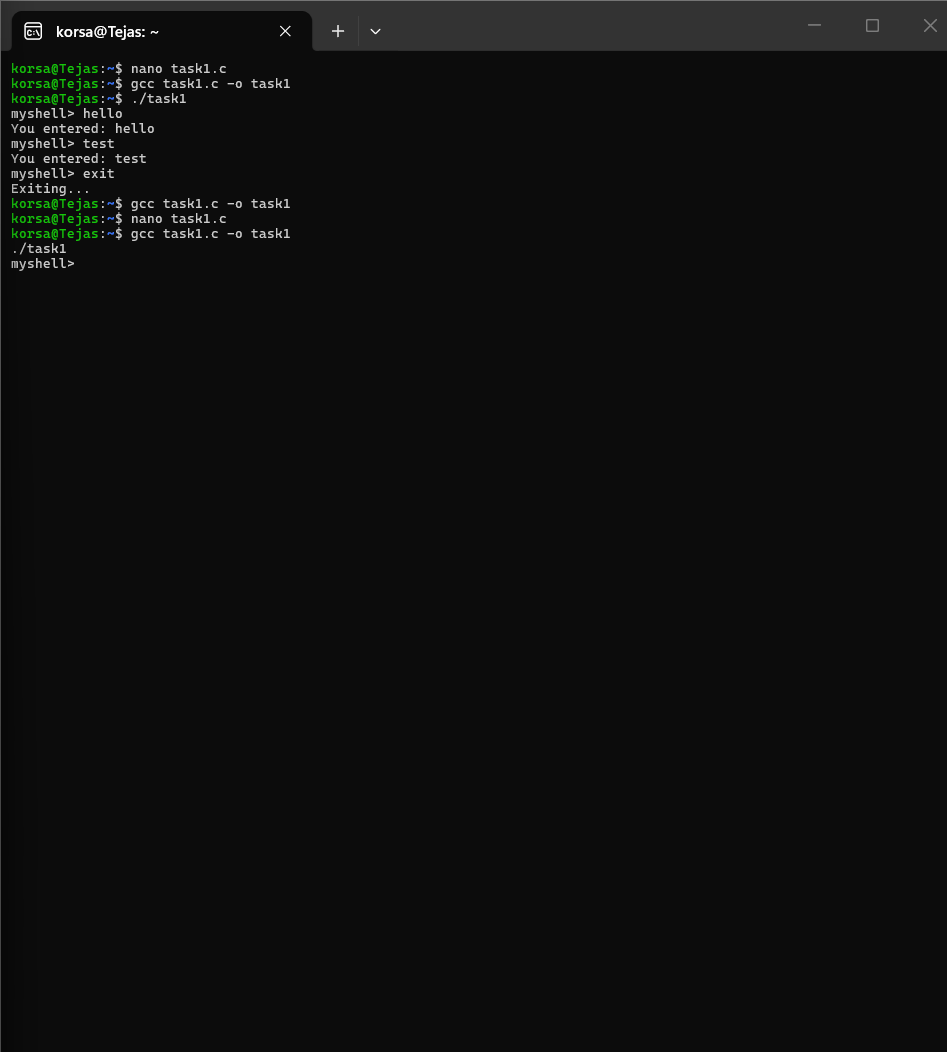 korsa@Tejas: ~
korsa@Tejas:~$ nano task1.c
korsa@Tejas:~$ gcc task1.c -o task1
korsa@Tejas:~$ ./task1
myshell> hello
You entered: hello
myshell> test
You entered: test
myshell> exit
Exiting...
korsa@Tejas:~$ gcc task1.c -o task1
korsa@Tejas:~$ nano task1.c
korsa@Tejas:~$ gcc task1.c -o task1
./task1
myshell>